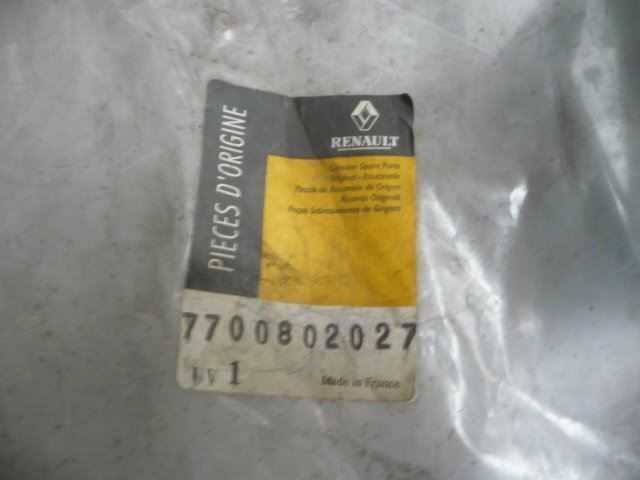 PIECES D'ORIGINE
RENAULT
Genuine Spare Parts
Original - Ersatzteile
Piezas de Recambio de Origen
Ricambi Originali
Peças Sobresselentes de Origem
7700802027
UV 1
Made in France